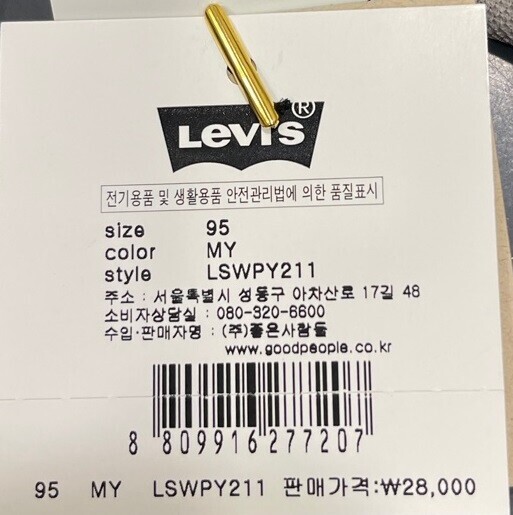 LEVI'S ®
전기용품 및 생활용품 안전관리법에 의한 품질표시
size 95
color MY
style LSWPY211
주소 : 서울특별시 성동구 아차산로 17길 48
소비자상담실 : 080-320-6600
수입·판매자명 : (주)좋은사람들
www.goodpeople.co.kr
8 809916 277207
95 MY LSWPY211 판매가격:₩28,000